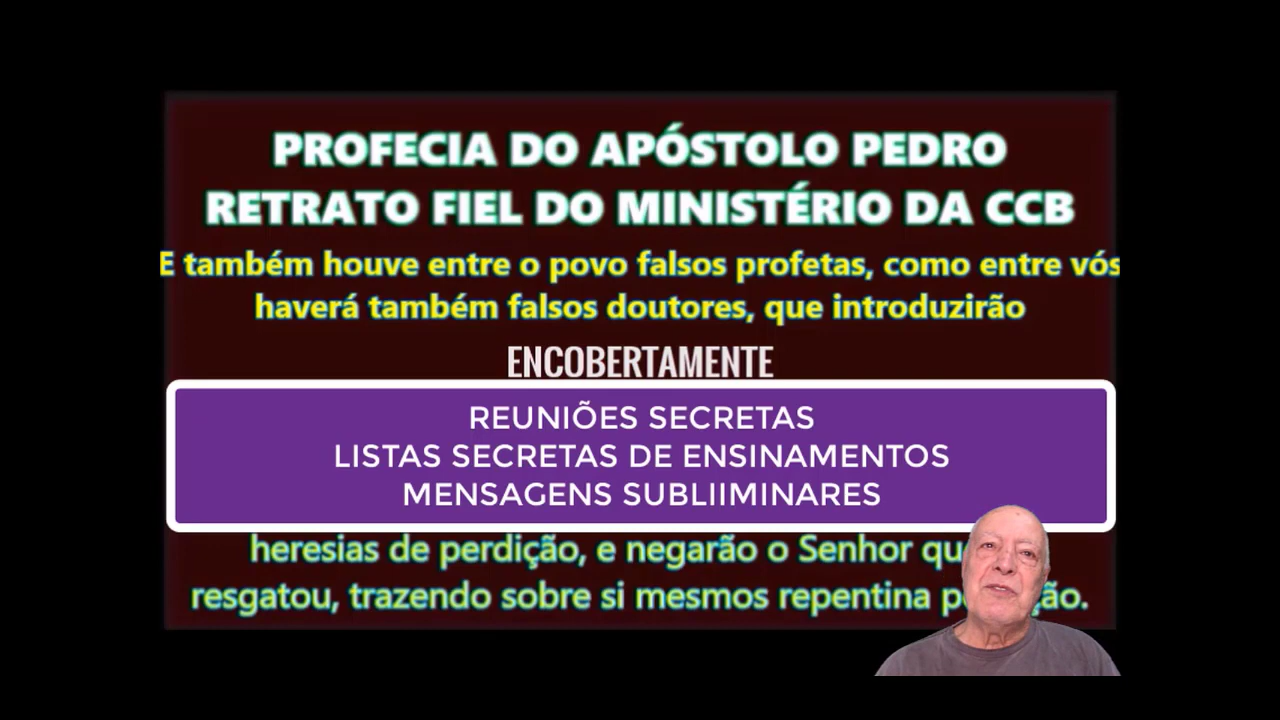 PROFECIA DO APÓSTOLO PEDRO
RETRATO FIEL DO MINISTÉRIO DA CCB
E também houve entre o povo falsos profetas, como entre vós
haverá também falsos doutores, que introduzirão
ENCOBERTAMENTE
REUNIÕES SECRETAS
LISTAS SECRETAS DE ENSINAMENTOS
MENSAGENS SUBLIIMINARES
heresias de perdição, e negarão o Senhor
resgatou, trazendo sobre si mesmos repentina